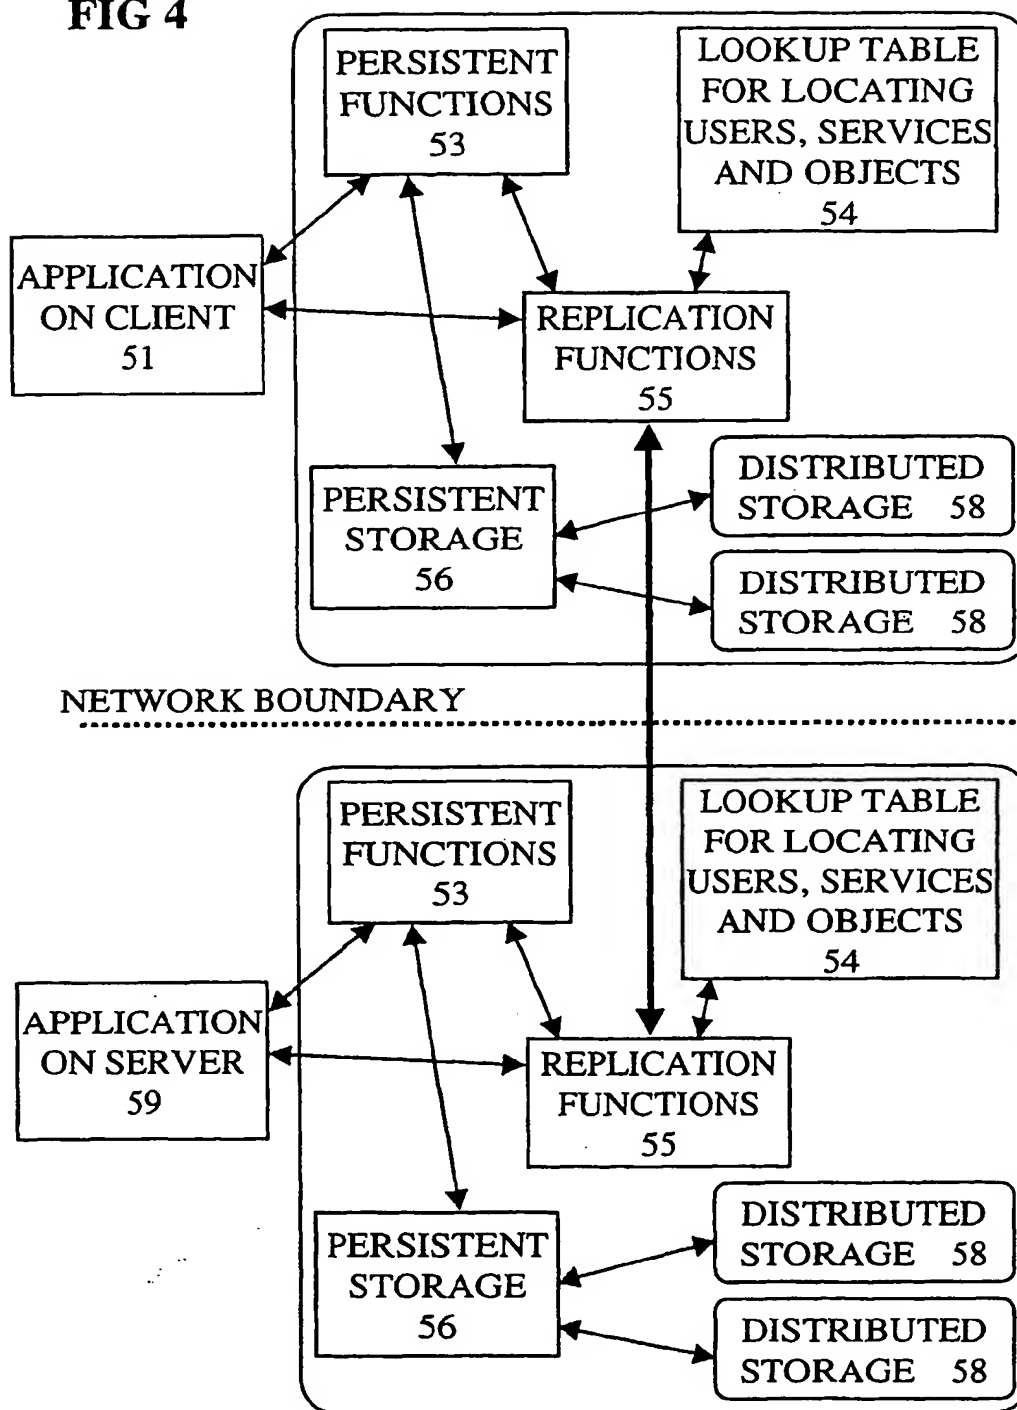 FIG 4
PERSISTENT
FUNCTIONS
53
LOOKUP TABLE
FOR LOCATING
USERS, SERVICES
AND OBJECTS
54
APPLICATION
ON CLIENT
51
REPLICATION
FUNCTIONS
55
PERSISTENT
STORAGE
56
DISTRIBUTED
STORAGE 58
DISTRIBUTED
STORAGE 58
NETWORK BOUNDARY
PERSISTENT
FUNCTIONS
53
LOOKUP TABLE
FOR LOCATING
USERS, SERVICES
AND OBJECTS
54
APPLICATION
ON SERVER
59
REPLICATION
FUNCTIONS
55
PERSISTENT
STORAGE
56
DISTRIBUTED
STORAGE 58
DISTRIBUTED
STORAGE 58